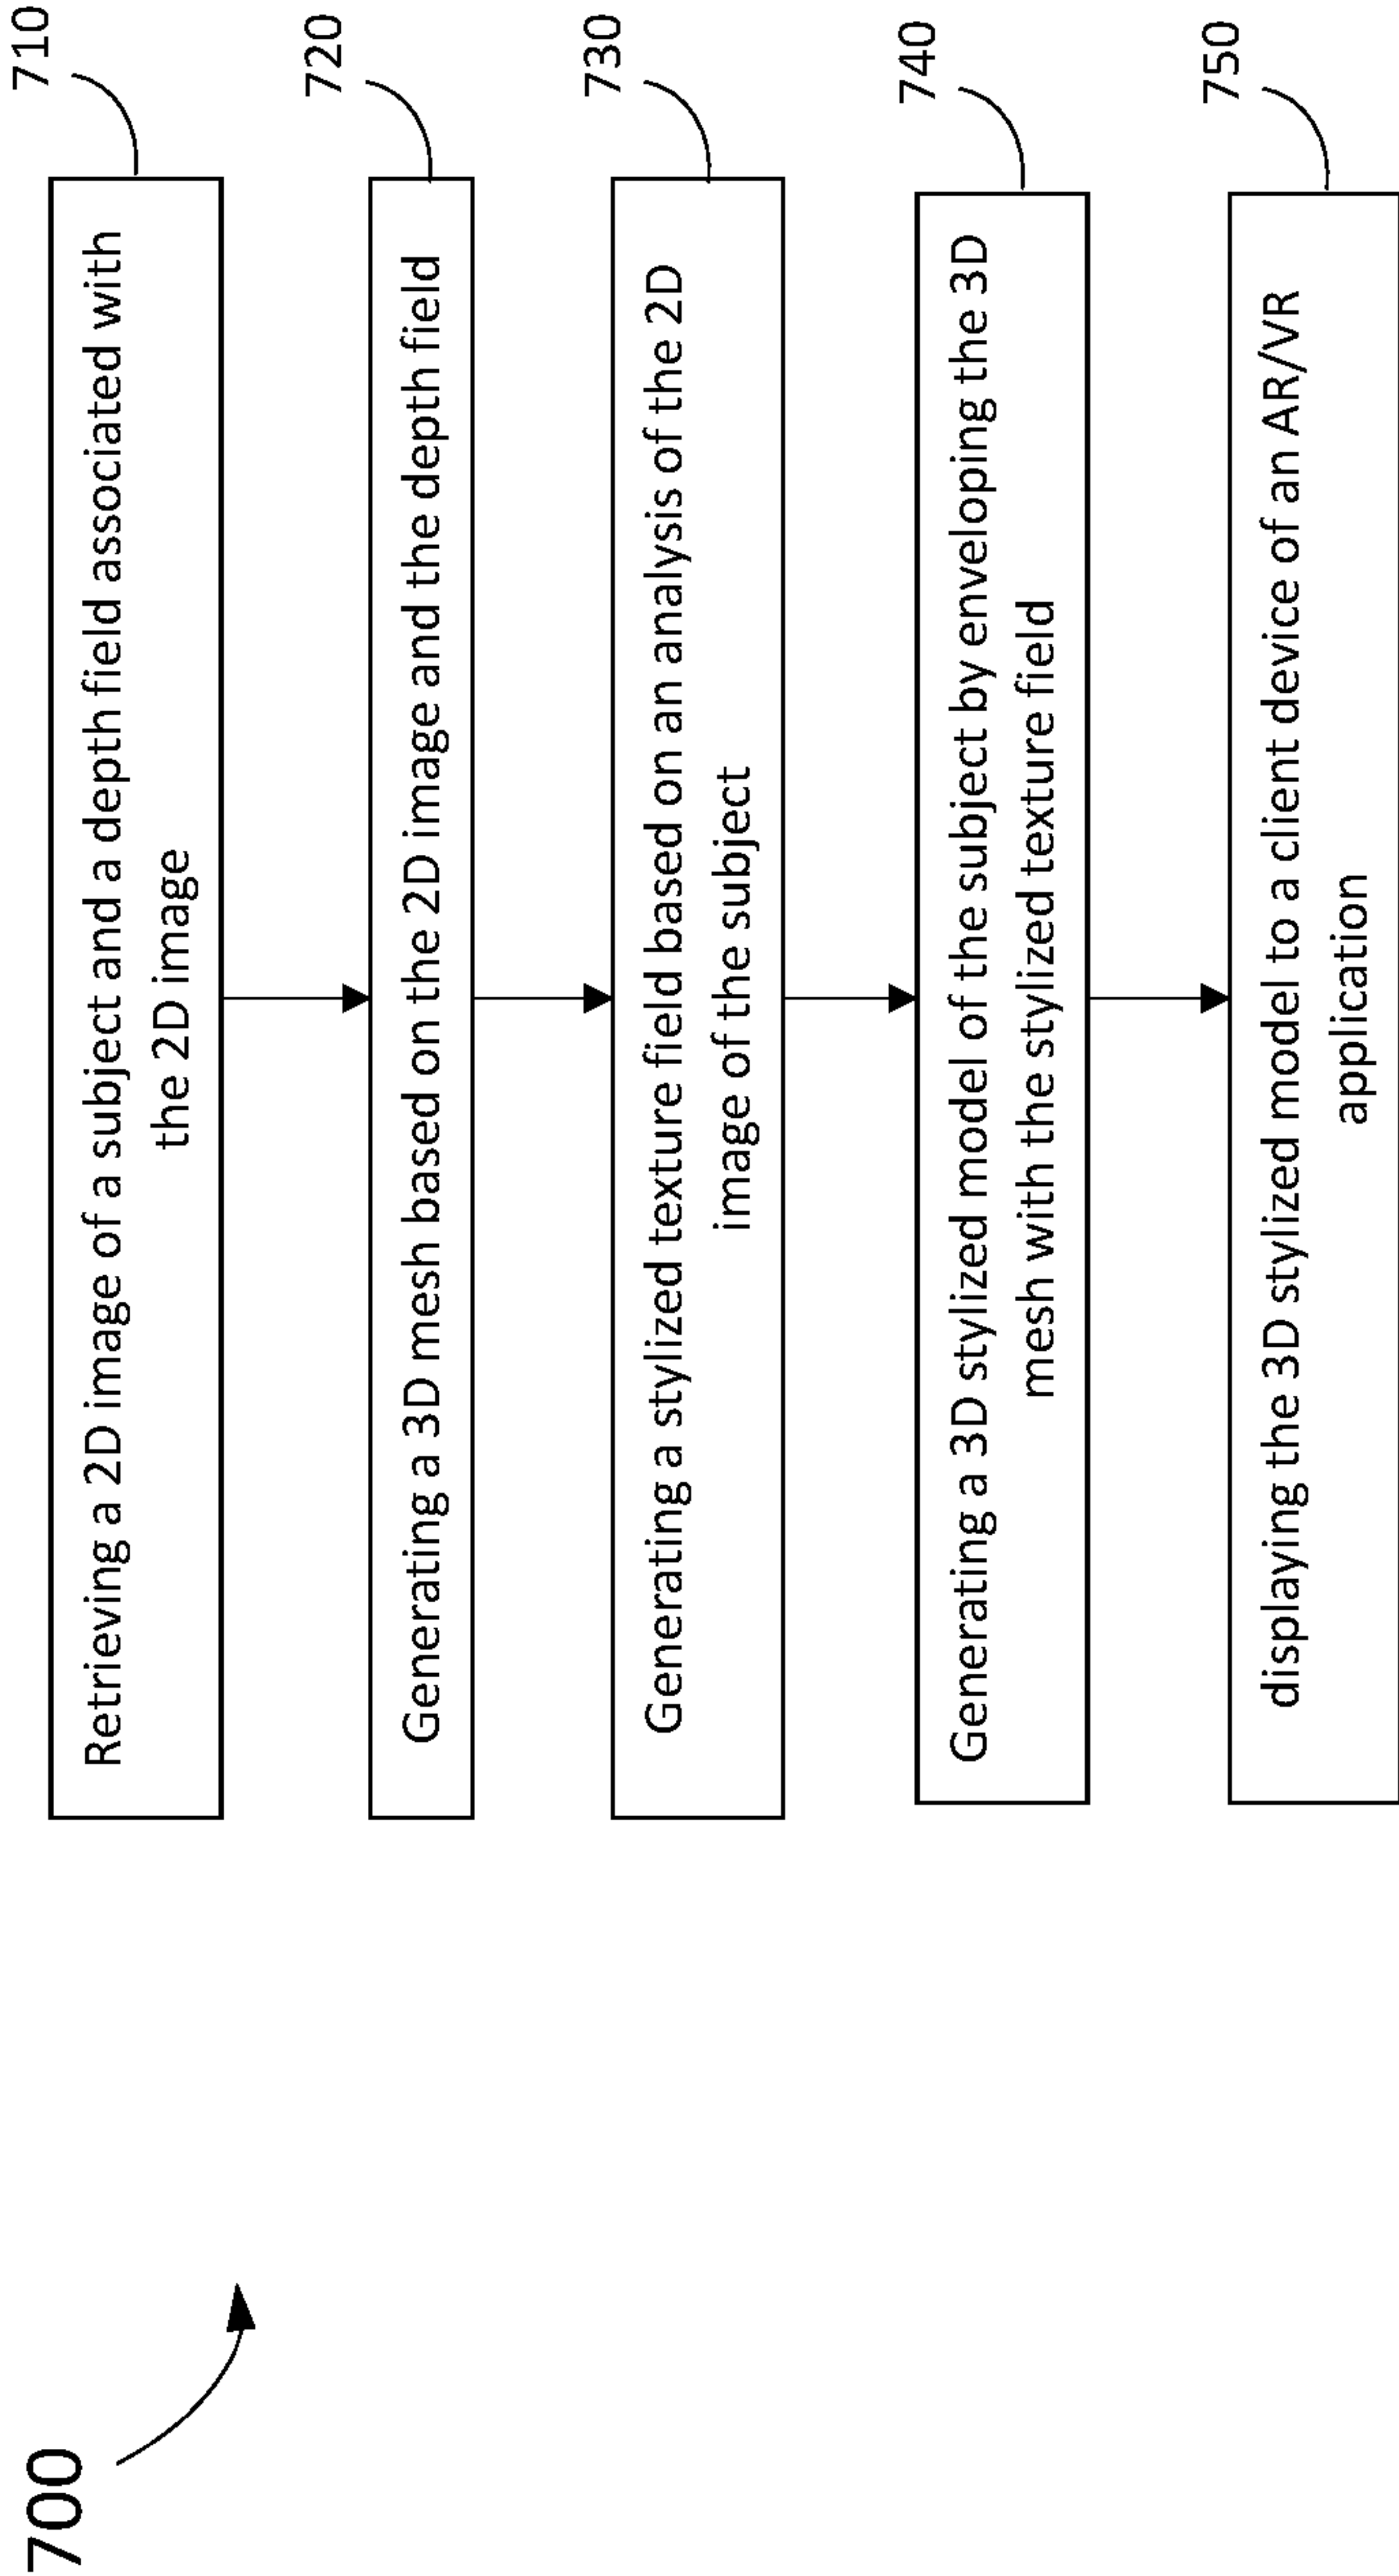 700
710
Retrieving a 2D image of a subject and a depth field associated with
the 2D image
720
Generating a 3D mesh based on the 2D image and the depth field
730
Generating a stylized texture field based on an analysis of the 2D
image of the subject
740
Generating a 3D stylized model of the subject by enveloping the 3D
mesh with the stylized texture field
750
displaying the 3D stylized model to a client device of an AR/VR
application